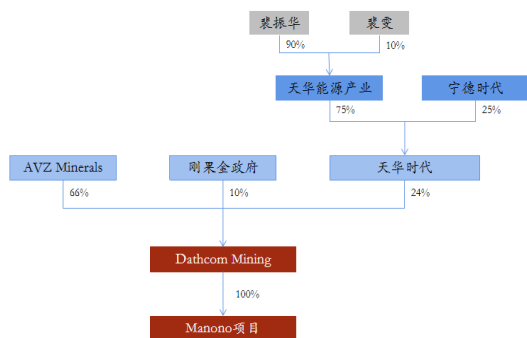 裴振华
裴雯
90%
10%
天华能源产业
宁德时代
75%
25%
AVZ Minerals
刚果金政府
天华时代
66%
10%
24%
Dathcom Mining
100%
Manono项目